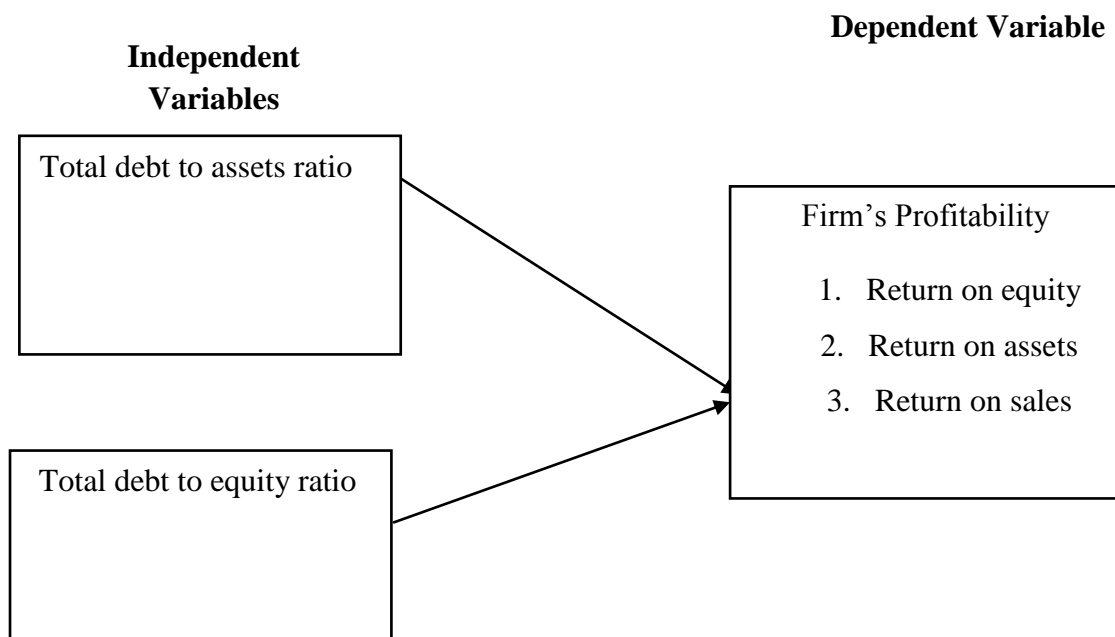 Dependent Variable
Independent
Variables
Total debt to assets ratio
Firm’s Profitability
1. Return on equity
2. Return on assets
3. Return on sales
Total debt to equity ratio